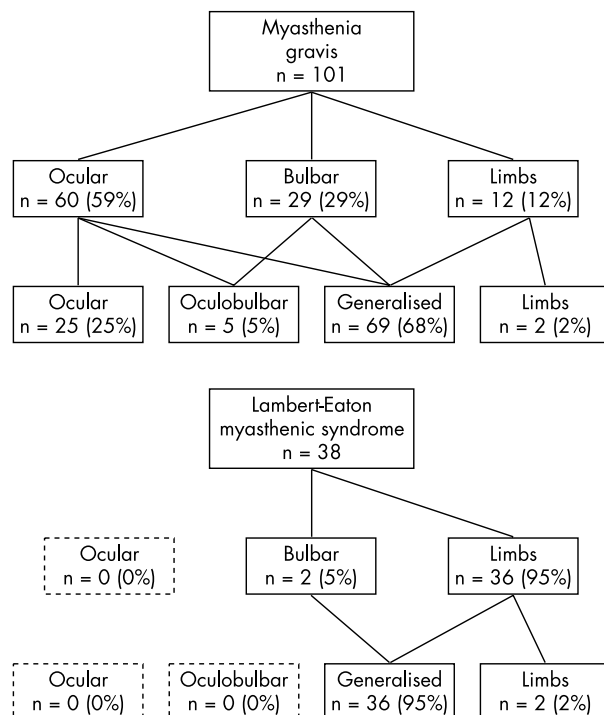 Myasthenia
gravis
n = 101
Ocular
n = 60 (59%)
Bulbar
n = 29 (29%)
Limbs
n = 12 (12%)
Ocular
n = 25 (25%)
Oculobulbar
n = 5 (5%)
Generalised
n = 69 (68%)
Limbs
n = 2 (2%)
Lambert-Eaton
myasthenic syndrome
n = 38
Ocular
n = 0 (0%)
Bulbar
n = 2 (5%)
Limbs
n = 36 (95%)
Ocular
n = 0 (0%)
Oculobulbar
n = 0 (0%)
Generalised
n = 36 (95%)
Limbs
n = 2 (2%)